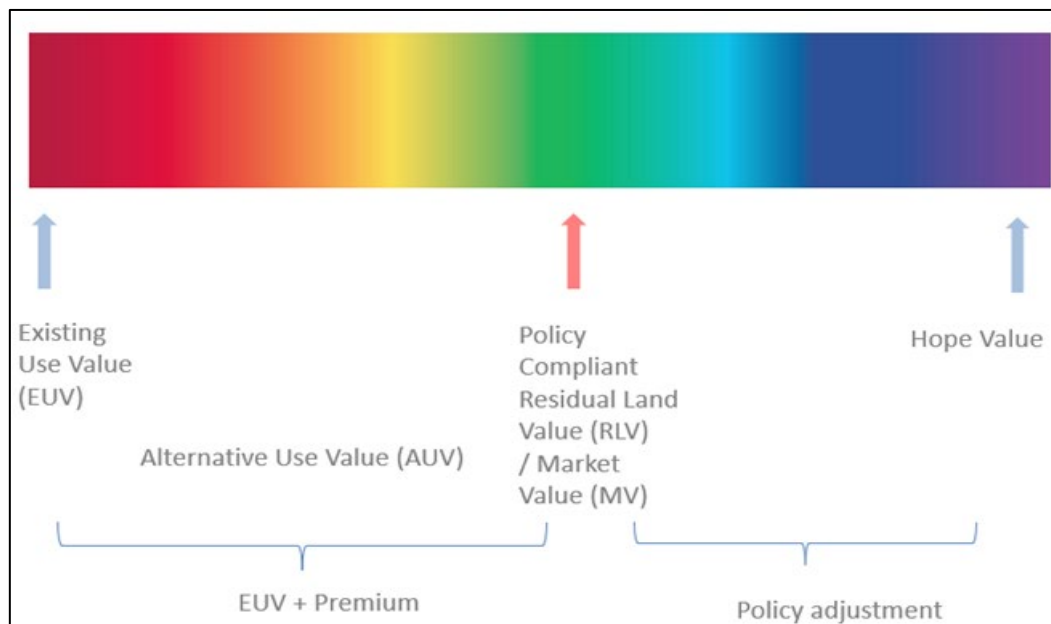 Existing
Use Value
(EUV)
Alternative Use Value (AUV)
Policy
Compliant
Residual Land
Value (RLV)
/ Market
Value (MV)
Hope Value
EUV + Premium
Policy adjustment